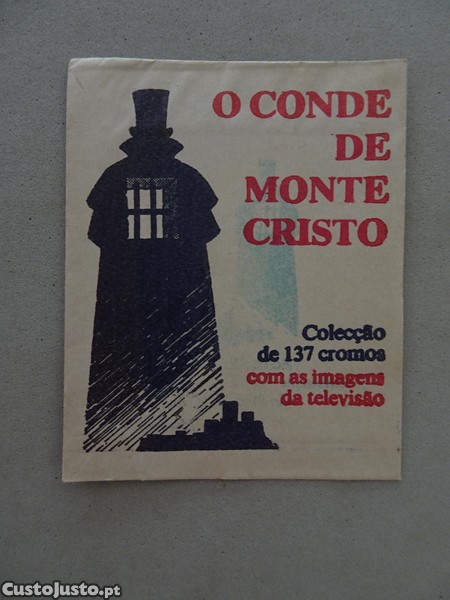 O CONDE
DE
MONTE
CRISTO
Colecção
de 137 cromos
com as imagens
da televisão
CustoJusto.pt